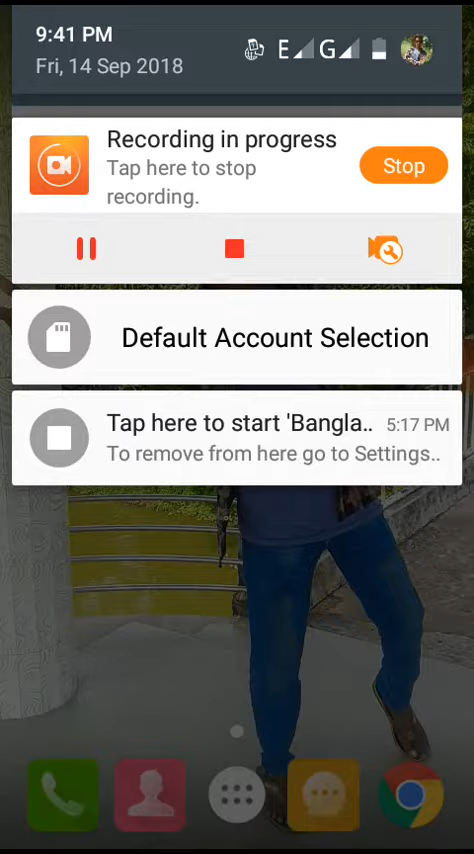 9:41 PM
E G
Fri, 14 Sep 2018
Recording in progress
Tap here to stop
recording.
Stop
Default Account Selection
Tap here to start 'Bangla.. 5:17 PM
To remove from here go to Settings..